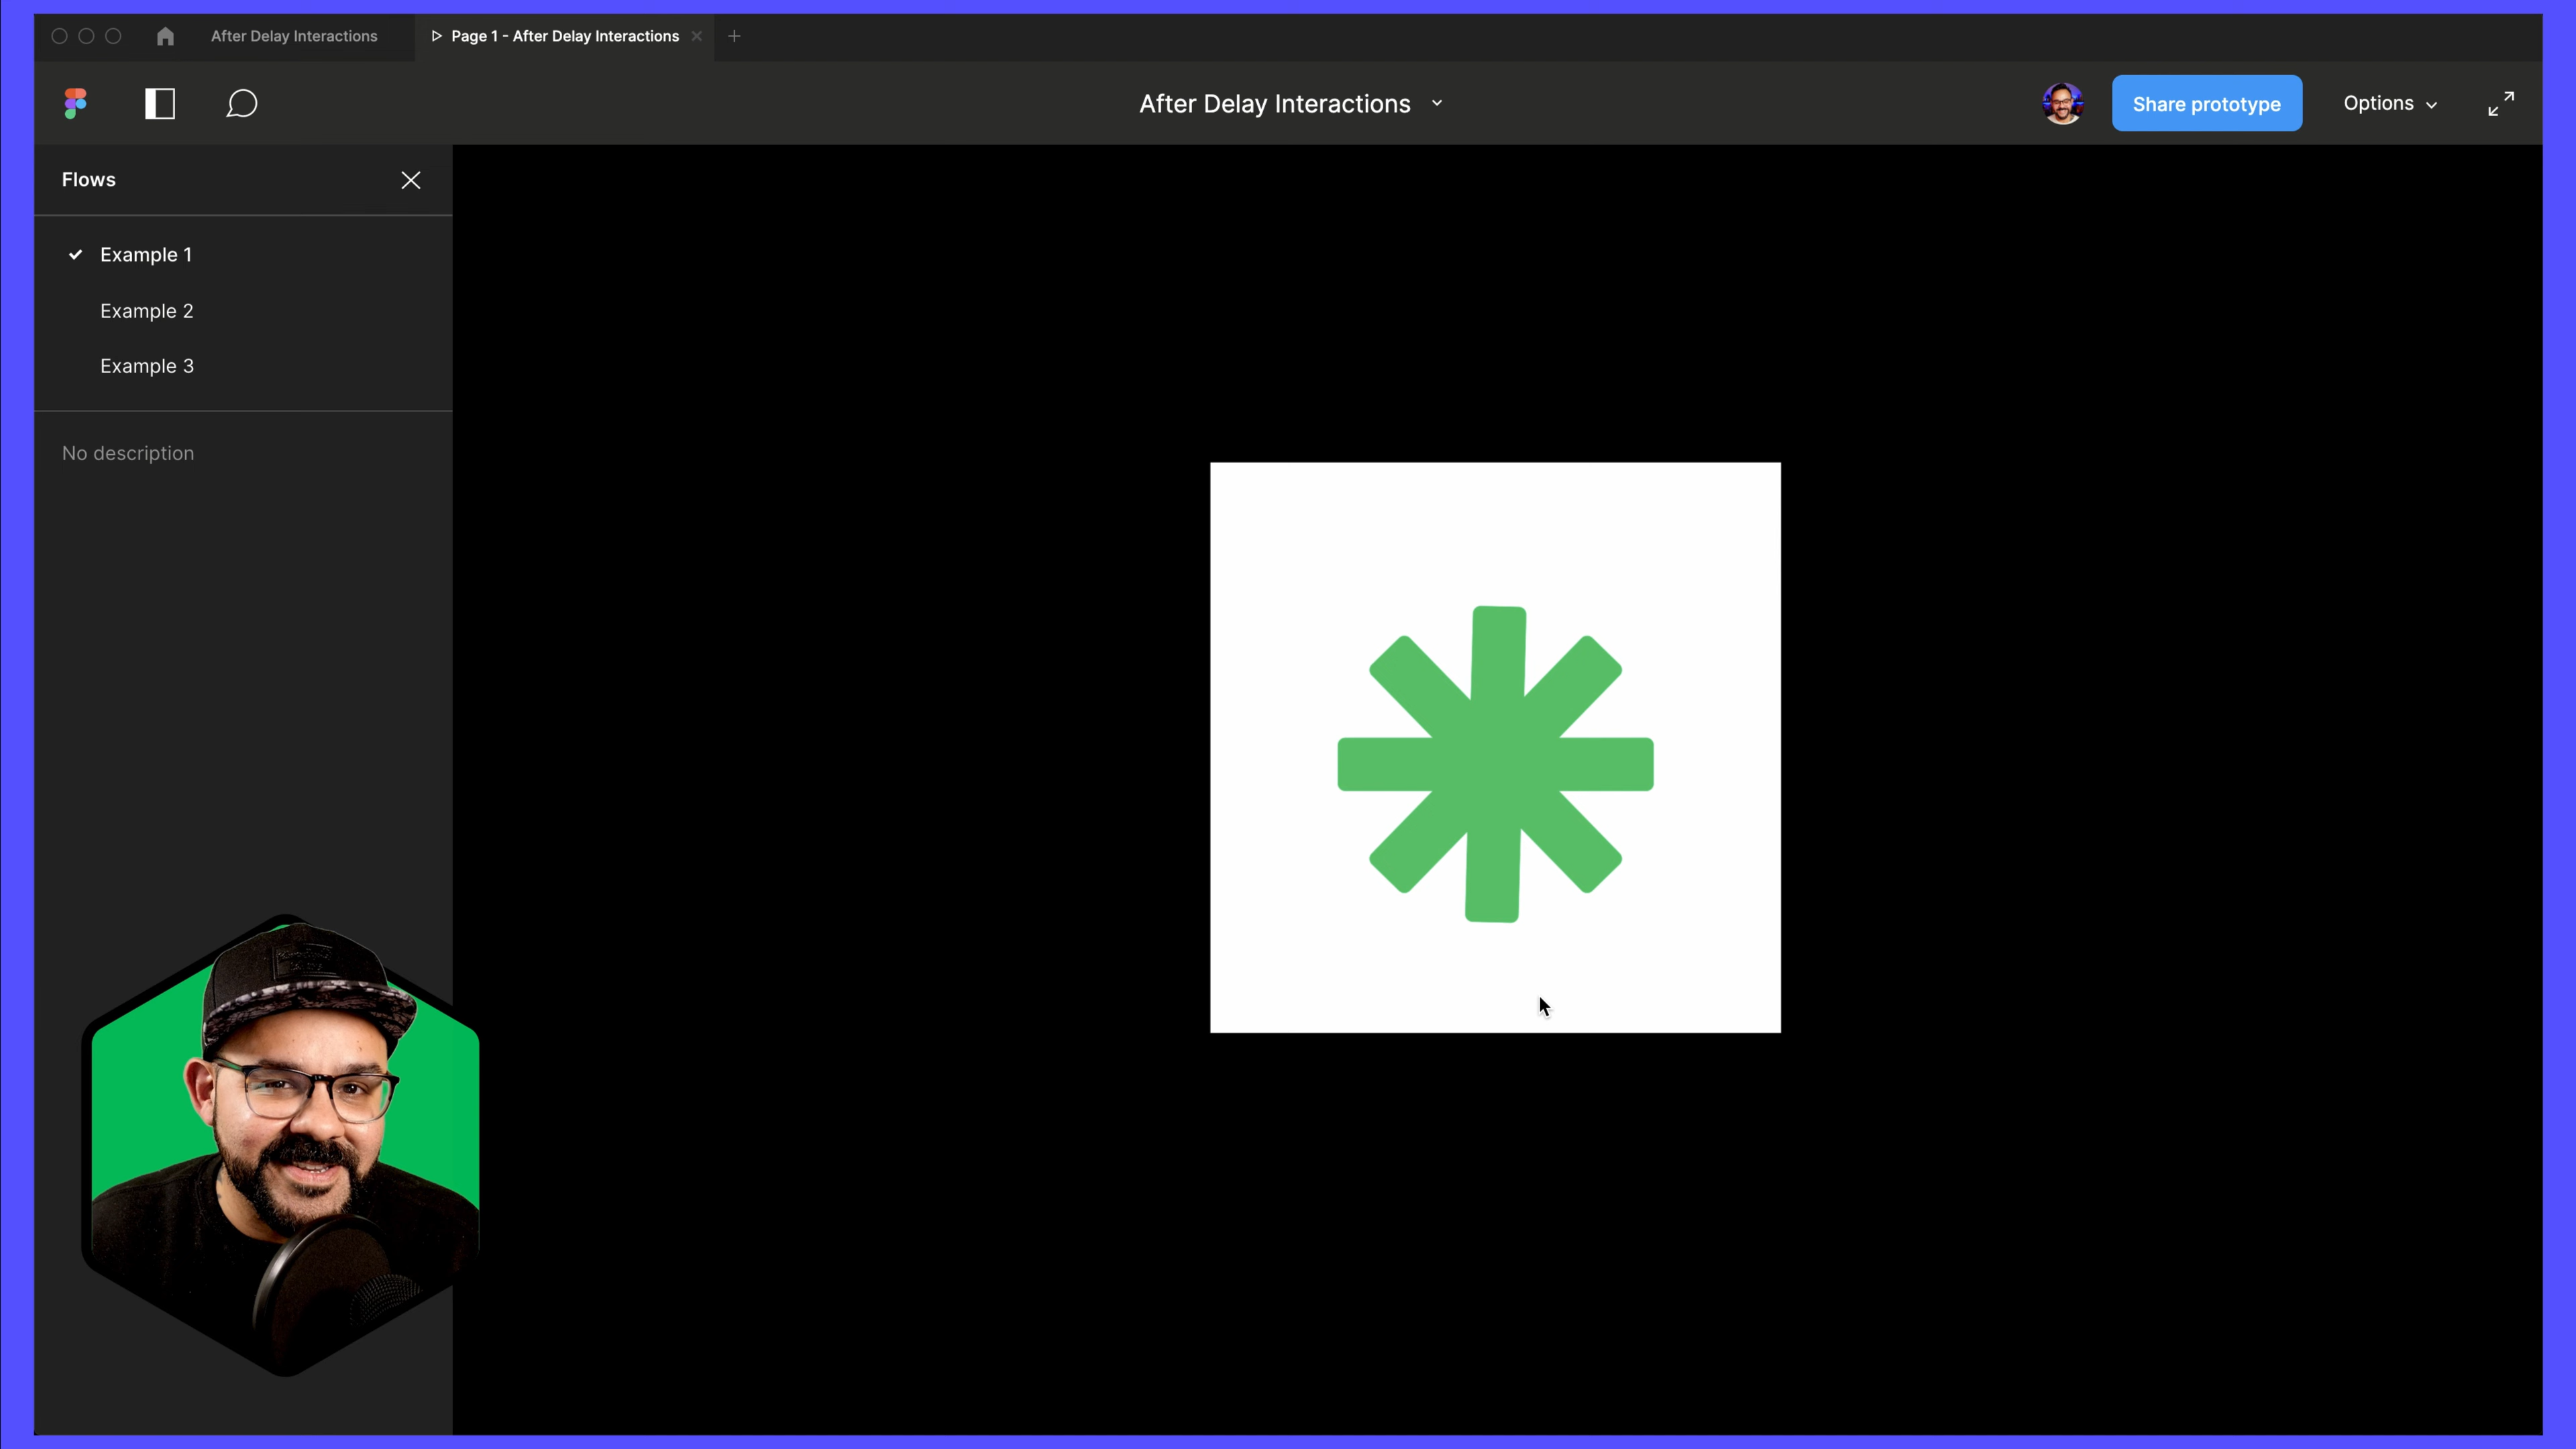 After Delay Interactions
Page 1 - After Delay Interactions
After Delay Interactions
Share prototype
Options
Flows
Example 1
Example 2
Example 3
No description